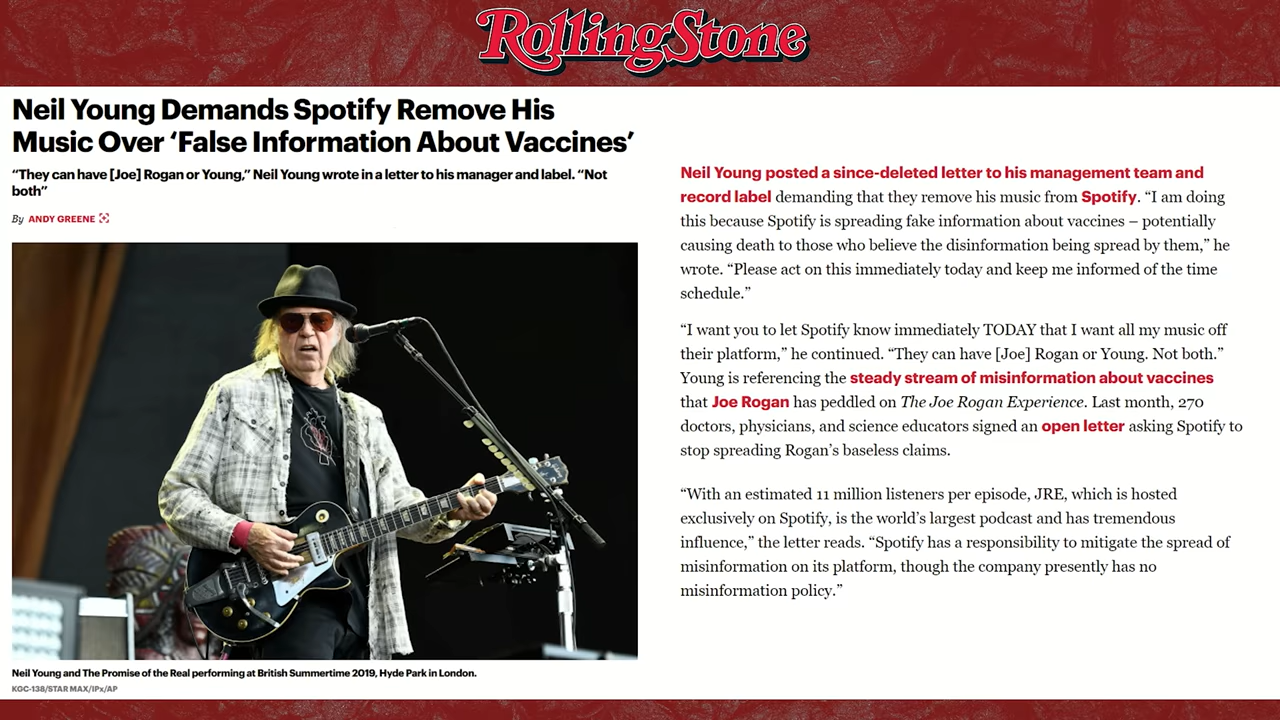 RollingStone
Neil Young Demands Spotify Remove His
Music Over ‘False Information About Vaccines’
“They can have [Joe] Rogan or Young,” Neil Young wrote in a letter to his manager and label. “Not
both”
By ANDY GREENE
Neil Young and The Promise of the Real performing at British Summertime 2019, Hyde Park in London.
KGC-138/STAR MAX/IPx/AP
Neil Young posted a since-deleted letter to his management team and
record label demanding that they remove his music from Spotify. “I am doing
this because Spotify is spreading fake information about vaccines – potentially
causing death to those who believe the disinformation being spread by them,” he
wrote. “Please act on this immediately today and keep me informed of the time
schedule.”
“I want you to let Spotify know immediately TODAY that I want all my music off
their platform,” he continued. “They can have [Joe] Rogan or Young. Not both.”
Young is referencing the steady stream of misinformation about vaccines
that Joe Rogan has peddled on The Joe Rogan Experience. Last month, 270
doctors, physicians, and science educators signed an open letter asking Spotify to
stop spreading Rogan’s baseless claims.
“With an estimated 11 million listeners per episode, JRE, which is hosted
exclusively on Spotify, is the world’s largest podcast and has tremendous
influence,” the letter reads. “Spotify has a responsibility to mitigate the spread of
misinformation on its platform, though the company presently has no
misinformation policy.”